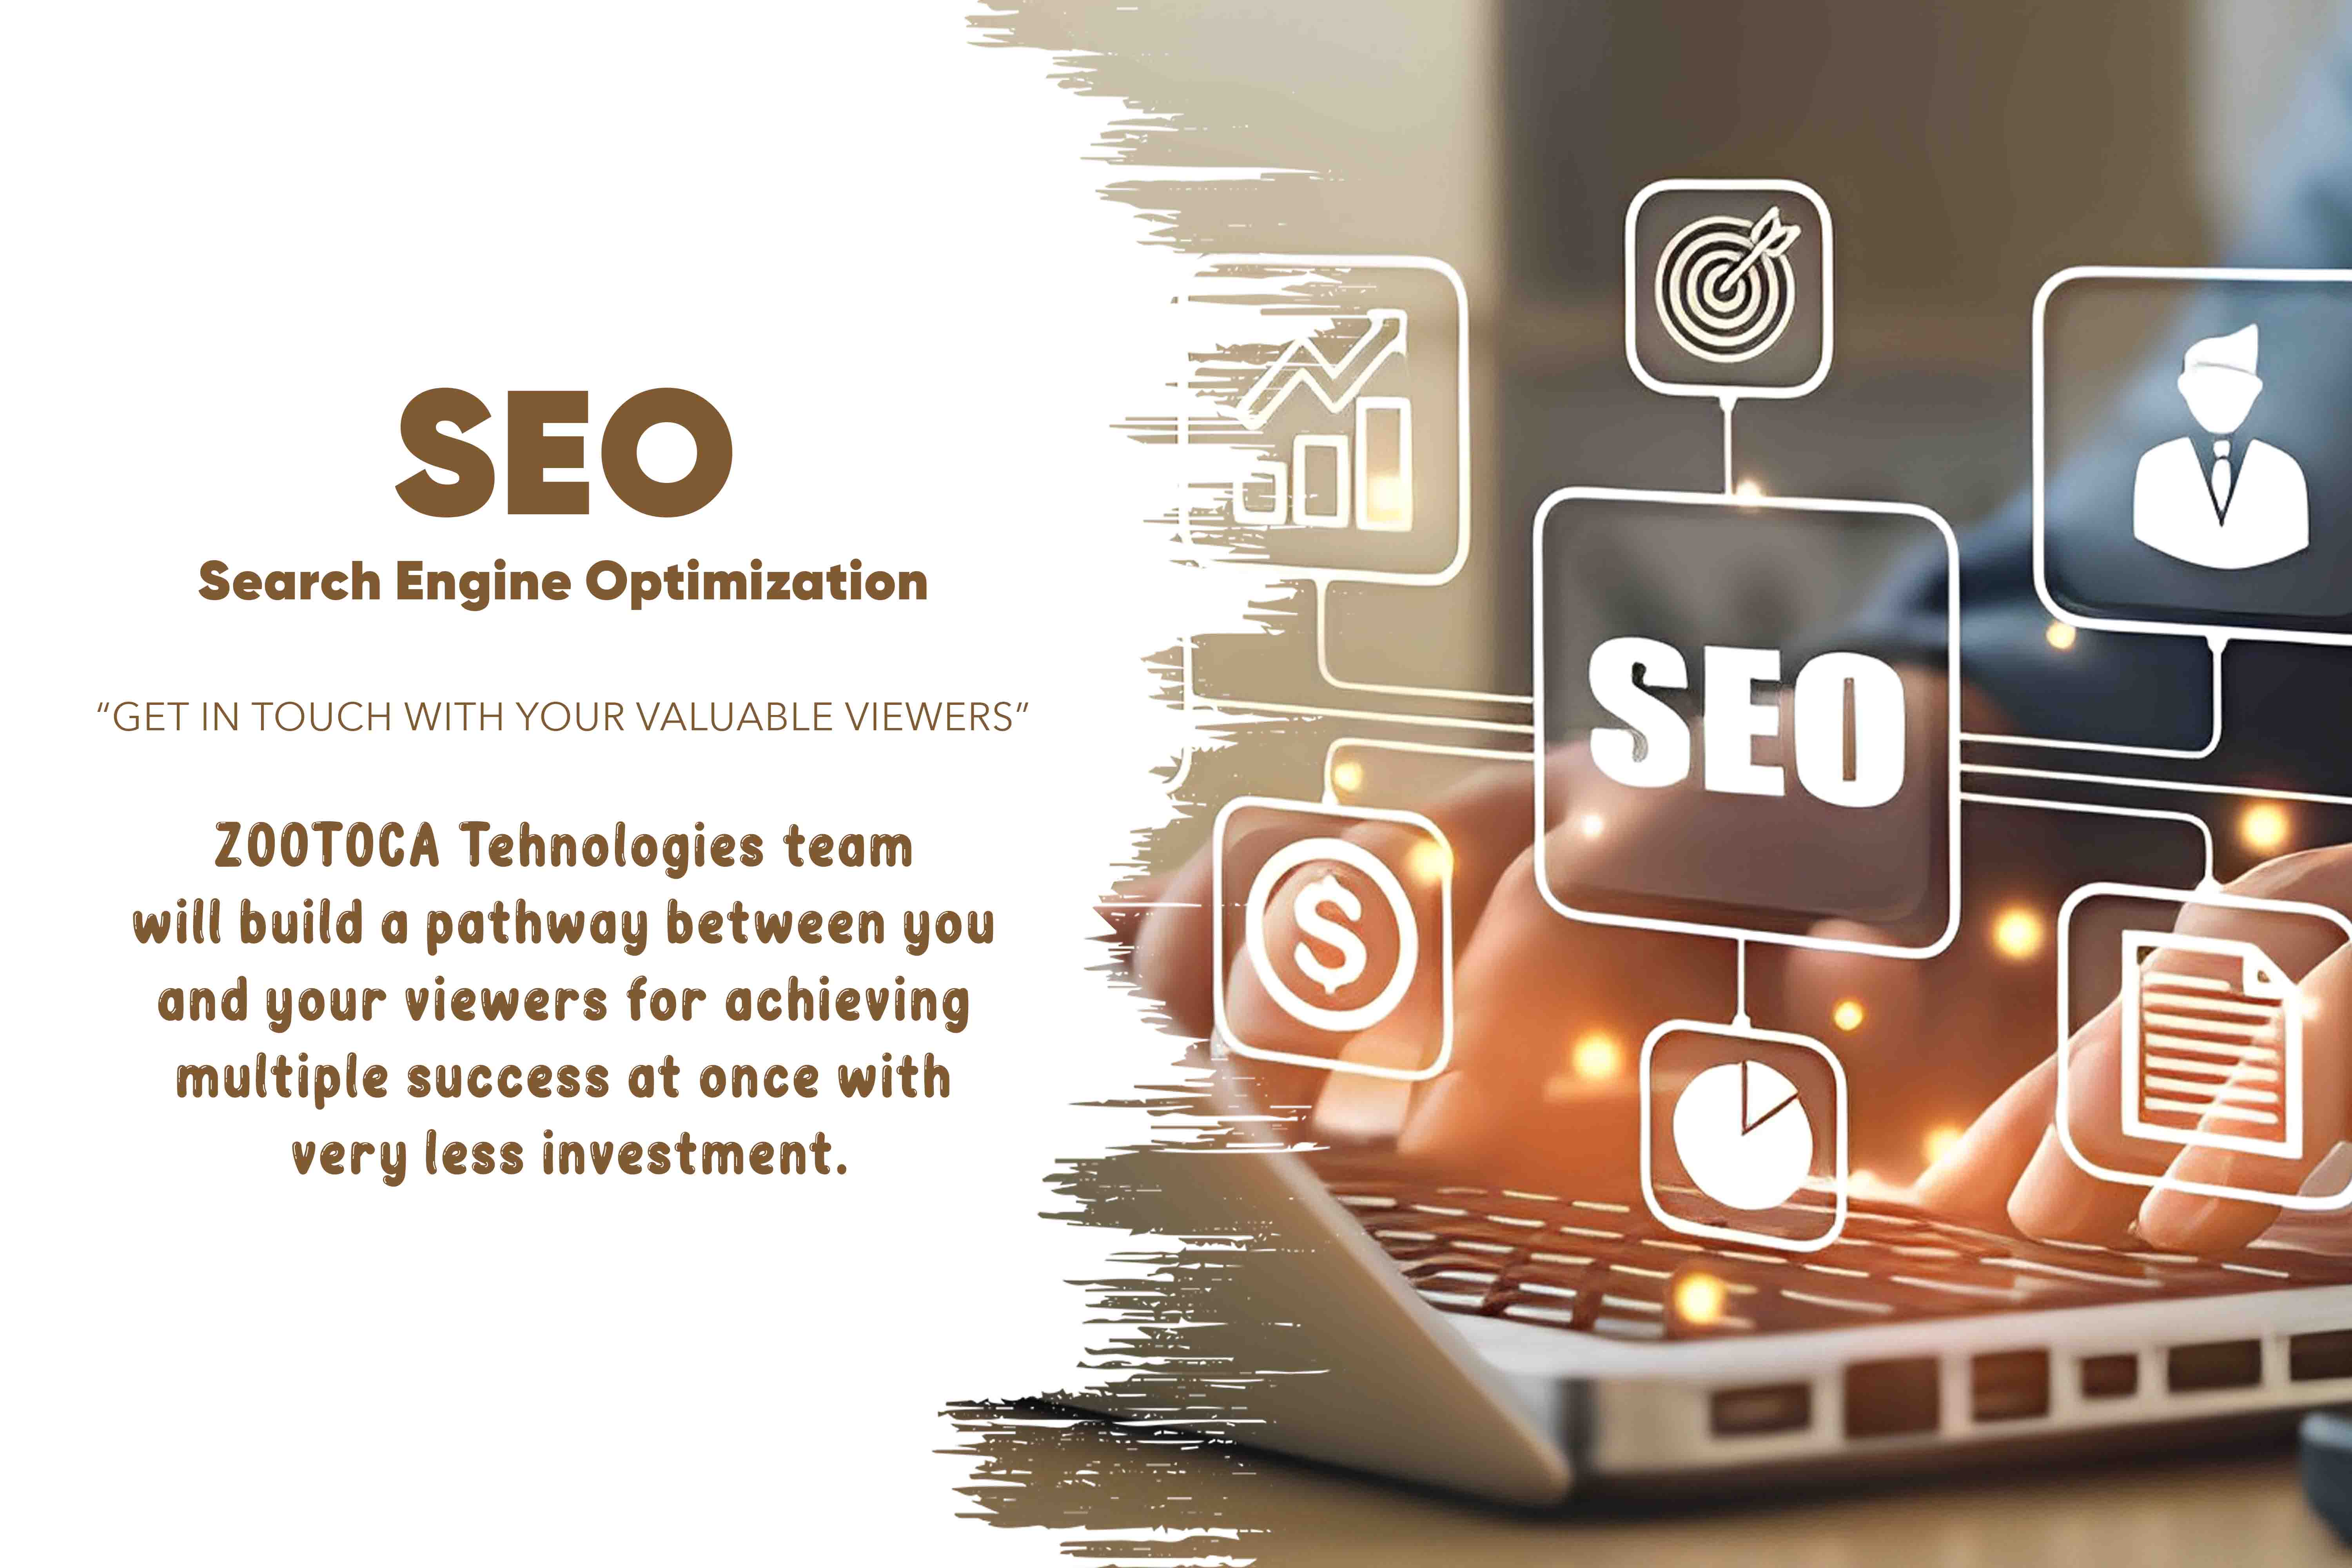 SEO
Search Engine Optimization
“GET IN TOUCH WITH YOUR VALUABLE VIEWERS”
ZOOTOCA Tehnologies team
will build a pathway between you
and your viewers for achieving
multiple success at once with
very less investment.
SEO
$